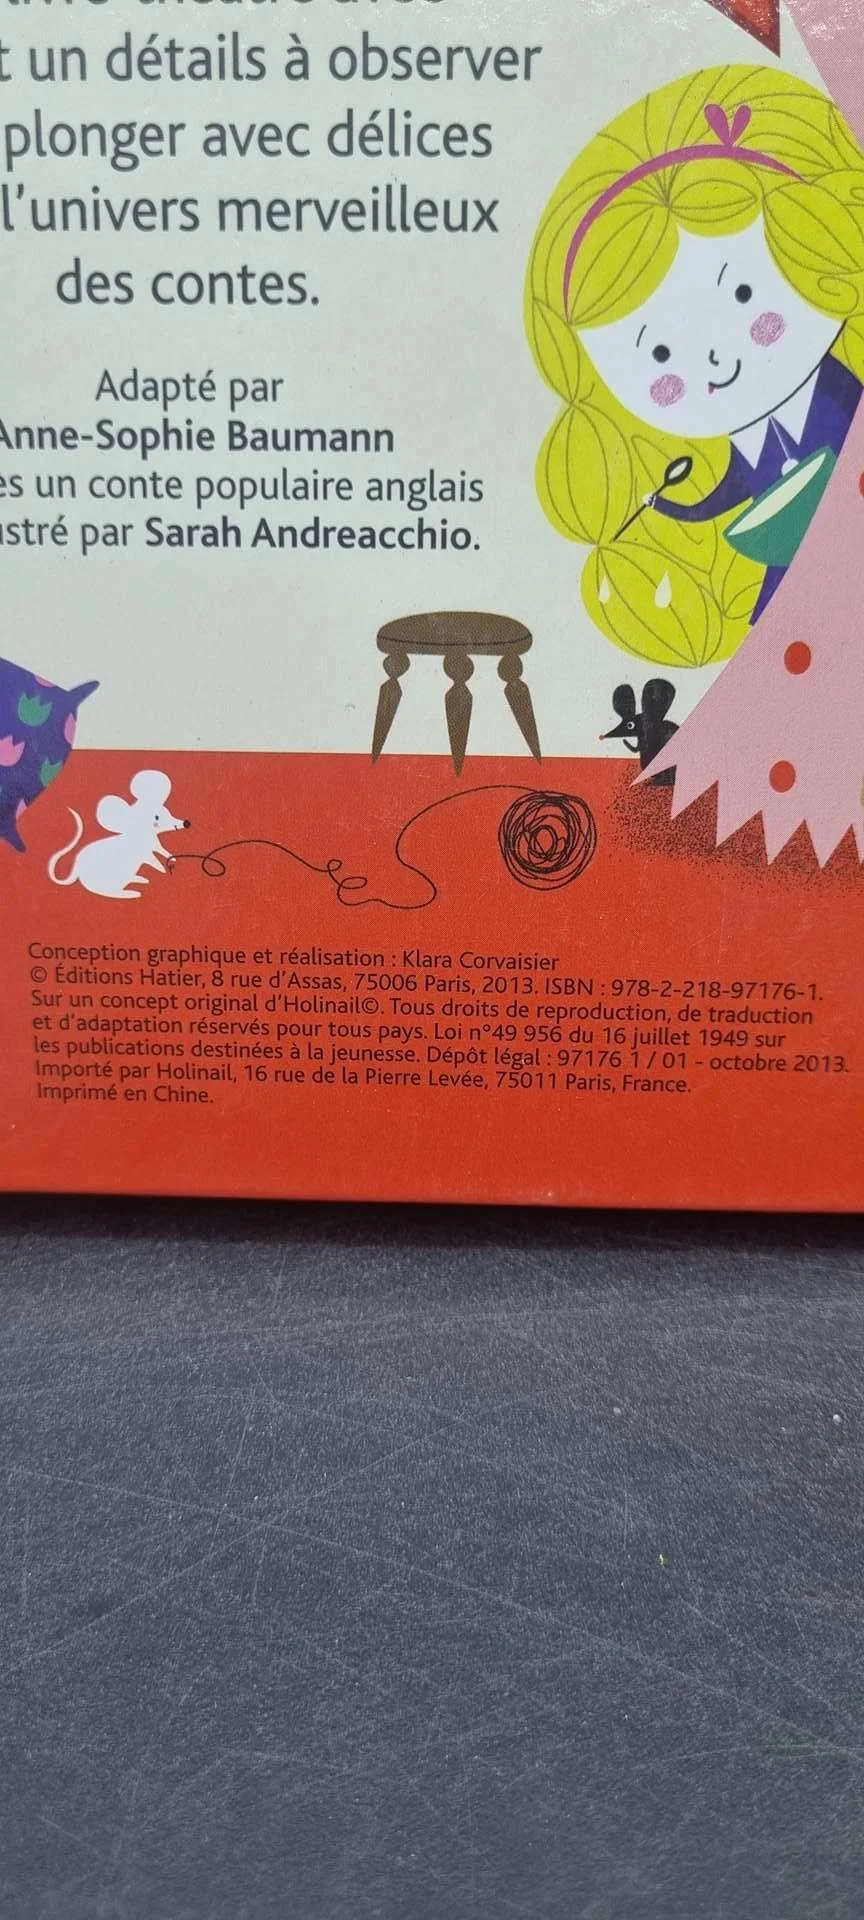 t un détails à observer
plonger avec délices
l'univers merveilleux
des contes.
Adapté par
Anne-Sophie Baumann
ès un conte populaire anglais
ustré par Sarah Andreacchio.
Conception graphique et réalisation : Klara Corvaisier
© Éditions Hatier, 8 rue d'Assas, 75006 Paris, 2013. ISBN : 978-2-218-97176-1.
Sur un concept original d'Holinail©. Tous droits de reproduction, de traduction
et d'adaptation réservés pour tous pays. Loi n°49 956 du 16 juillet 1949 sur
les publications destinées à la jeunesse. Dépôt légal : 97176 1 / 01 - octobre 2013.
Importé par Holinail, 16 rue de la Pierre Levée, 75011 Paris, France.
Imprimé en Chine.